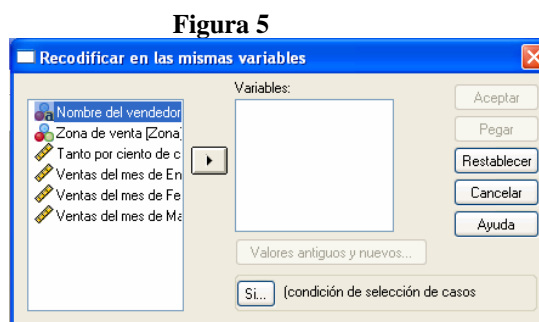 Figura 5
Recodificar en las mismas variables
Variables:
Nombre del vendedor
Zona de venta [Zona]
Tanto por ciento de c
Ventas del mes de En
Ventas del mes de Fe
Ventas del mes de Ma
Aceptar
Pegar
Restablecer
Cancelar
Ayuda
Valores antiguos y nuevos...
Si...
(condición de selección de casos